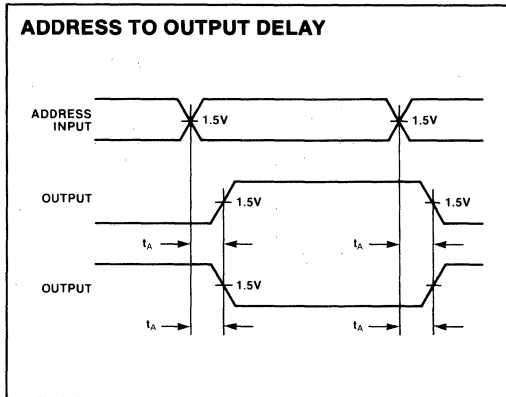 ADDRESS TO OUTPUT DELAY
ADDRESS
INPUT
1.5V
1.5V
OUTPUT
1.5V
1.5V
tA
tA
OUTPUT
1.5V
tA
tA